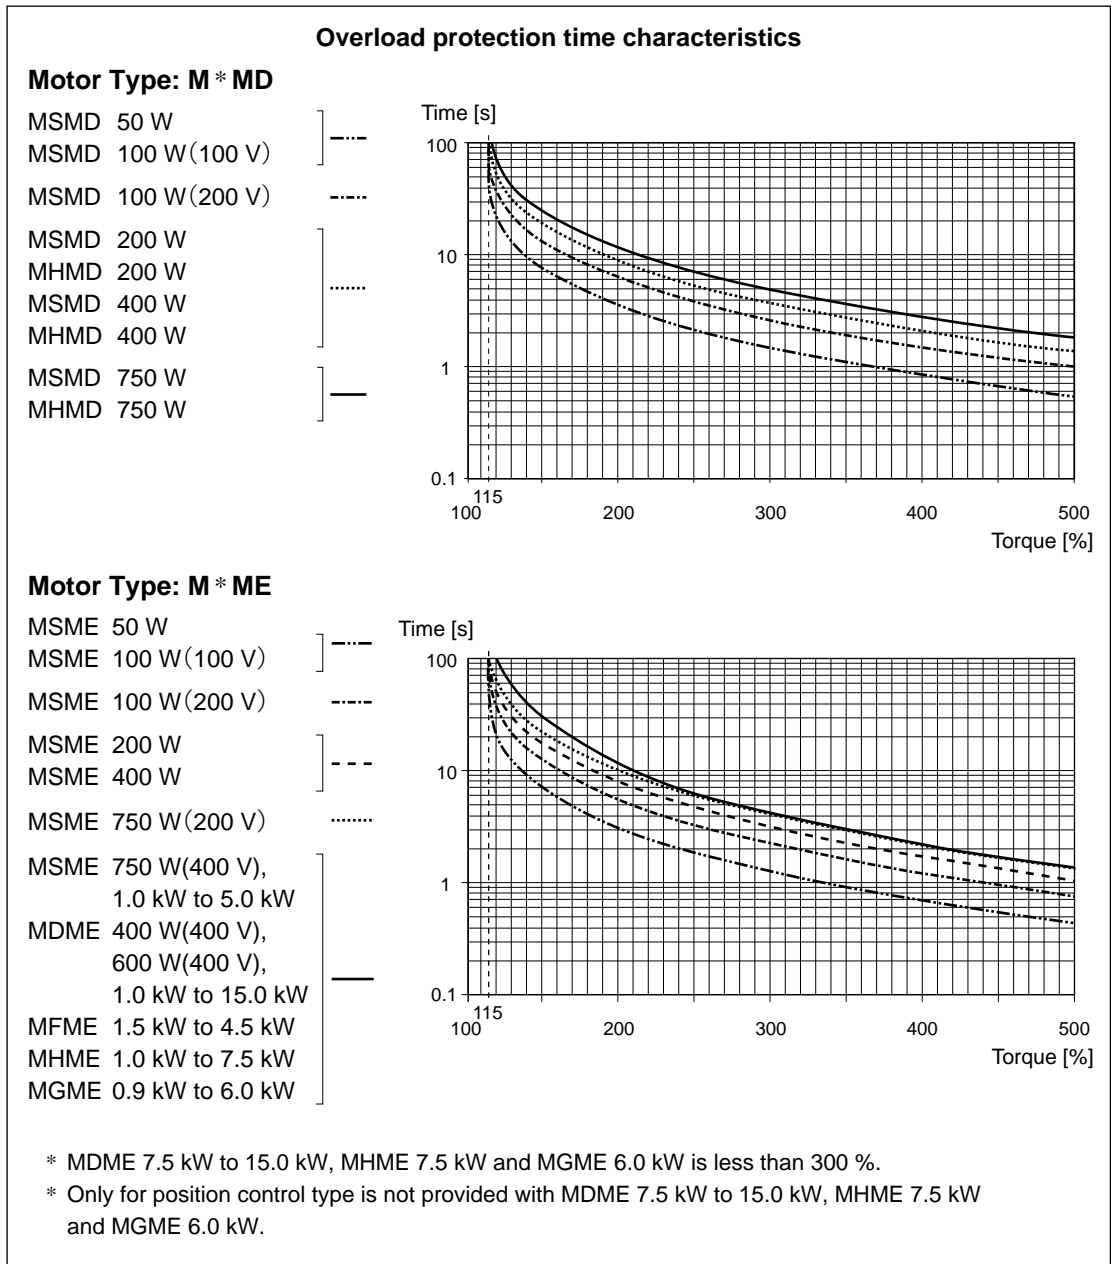 Overload protection time characteristics
Motor Type: M*MD
MSMD 50 W
MSMD 100 W(100 V)
MSMD 100 W(200 V)
MSMD 200 W
MHMD 200 W
MSMD 400 W
MHMD 400 W
MSMD 750 W
MHMD 750 W
Time [s]
100
10
1
0.1
115
100 200 300 400 500
Torque [%]
Motor Type: M*ME
MSME 50 W
MSME 100 W(100 V)
MSME 100 W(200 V)
MSME 200 W
MSME 400 W
MSME 750 W(200 V)
MSME 750 W(400 V),
1.0 kW to 5.0 kW
MDME 400 W(400 V),
600 W(400 V),
1.0 kW to 15.0 kW
MFME 1.5 kW to 4.5 kW
MHME 1.0 kW to 7.5 kW
MGME 0.9 kW to 6.0 kW
Time [s]
100
10
1
0.1
115
100 200 300 400 500
Torque [%]
* MDME 7.5 kW to 15.0 kW, MHME 7.5 kW and MGME 6.0 kW is less than 300 %.
* Only for position control type is not provided with MDME 7.5 kW to 15.0 kW, MHME 7.5 kW
and MGME 6.0 kW.